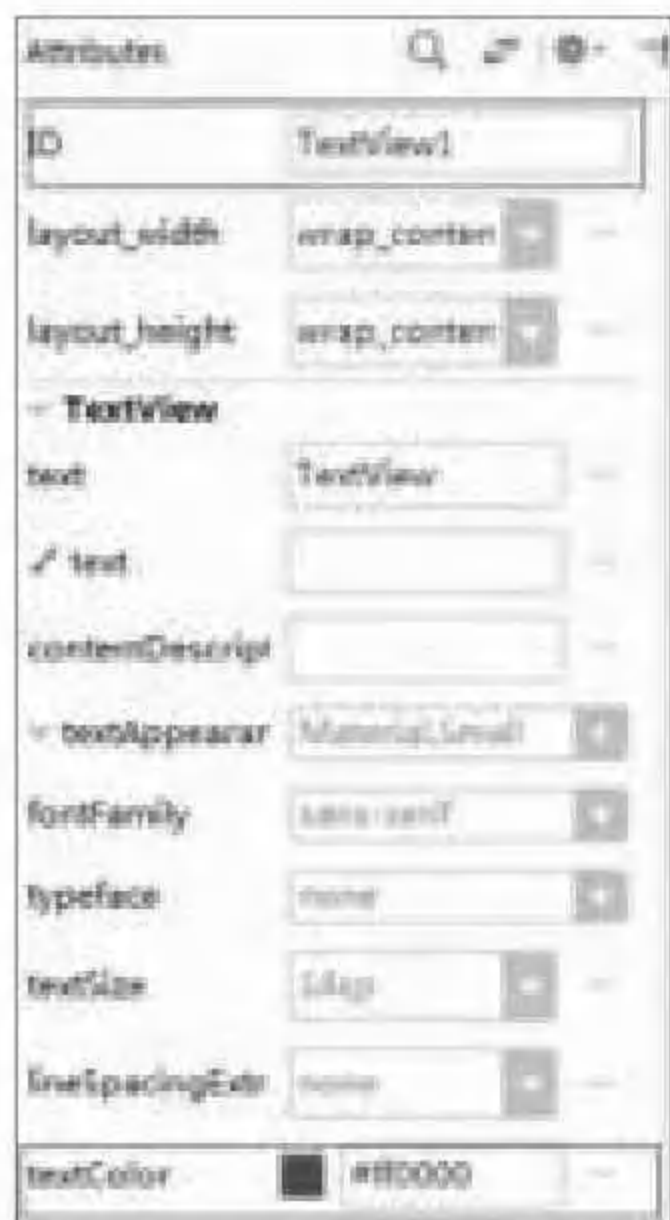 Attributes
ID TextView1
layout_width wrap_conten
layout_height wrap_conten
TextView
text TextView
text
contentDescript
textAppearar Material.Small
fontFamily sans-serif
typeface none
textSize 14sp
lineSpacingExtr none
textColor #ff0000